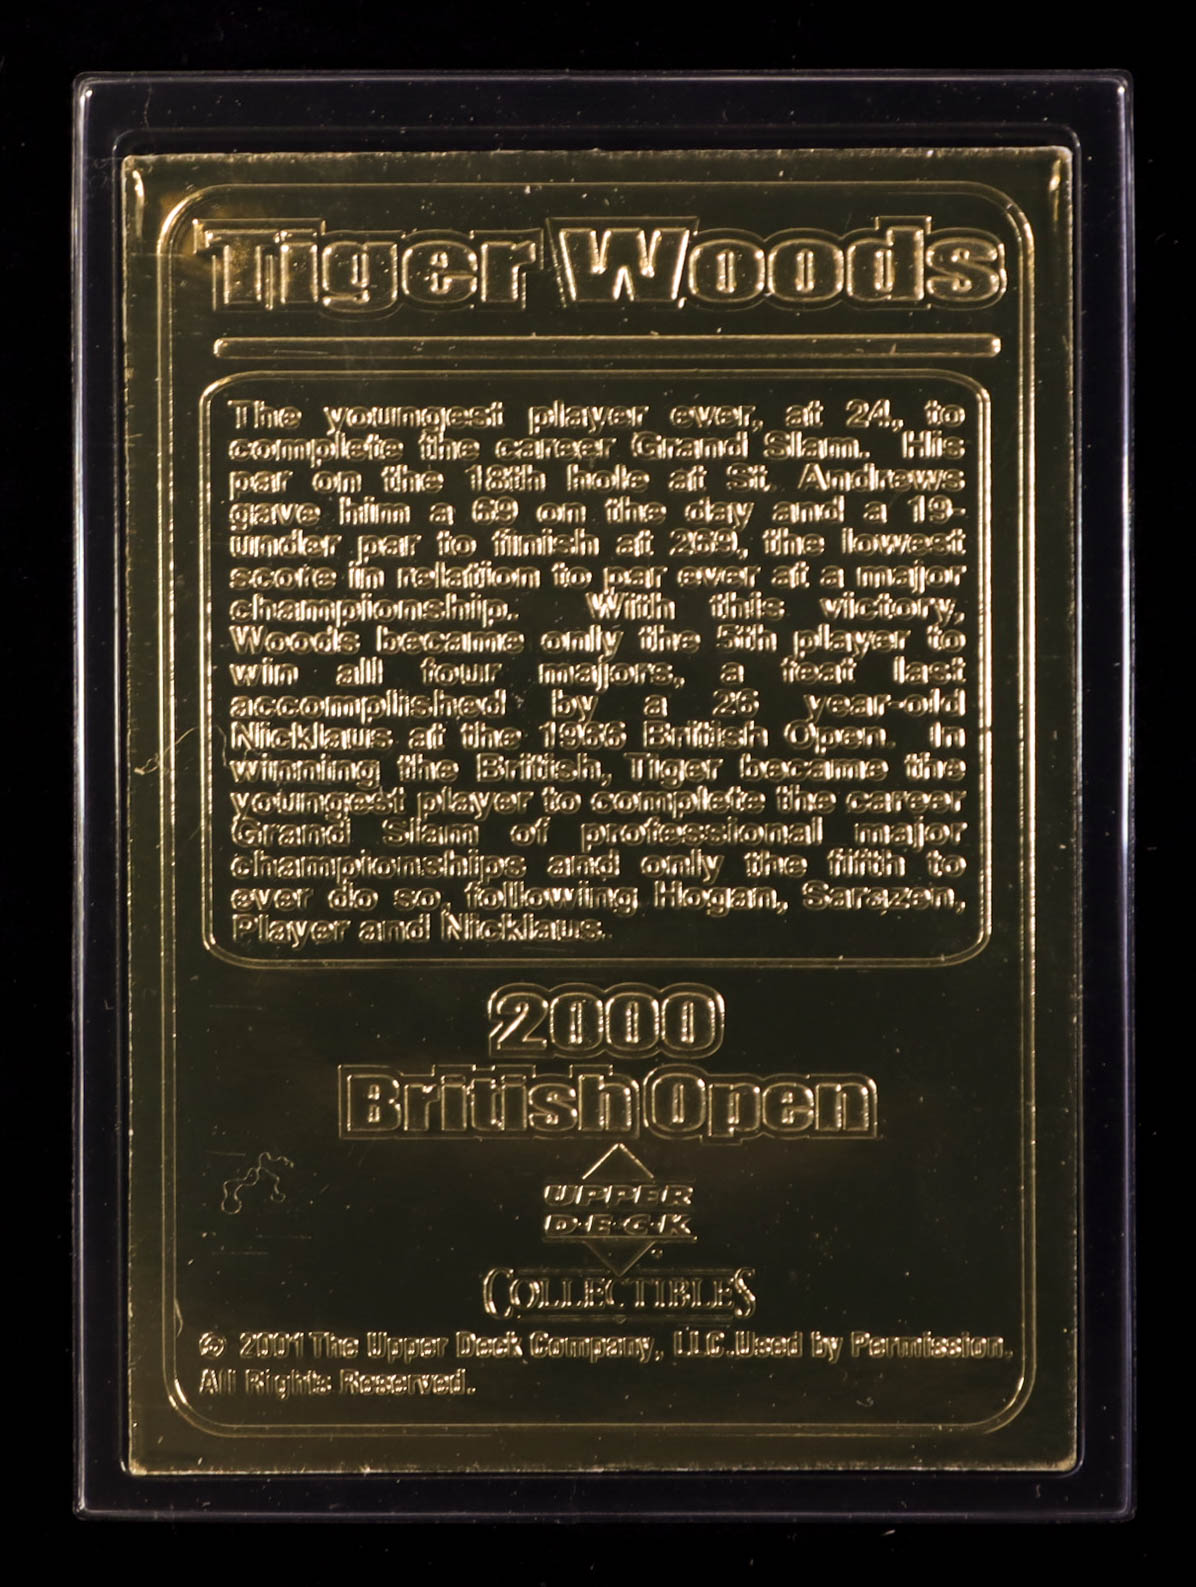 Tiger Woods
The youngest player ever, at 24, to
complete the career Grand Slam. His
par on the 18th hole at St. Andrews
gave him a 69 on the day and a 19-
under par to finish at 269, the lowest
score in relation to par ever at a major
championship. With this victory,
Woods became only the 5th player to
win all four majors, a feat last
accomplished by a 26 year-old
Nicklaus at the 1966 British Open. In
winning the British, Tiger became the
youngest player to complete the career
Grand Slam of professional major
championships and only the fifth to
ever do so, following Hogan, Sarazen,
Player and Nicklaus.
2000
British Open
UPPER
D·E·C·K
COLLECTIBLES
© 2001 The Upper Deck Company, LLC. Used by Permission.
All Rights Reserved.